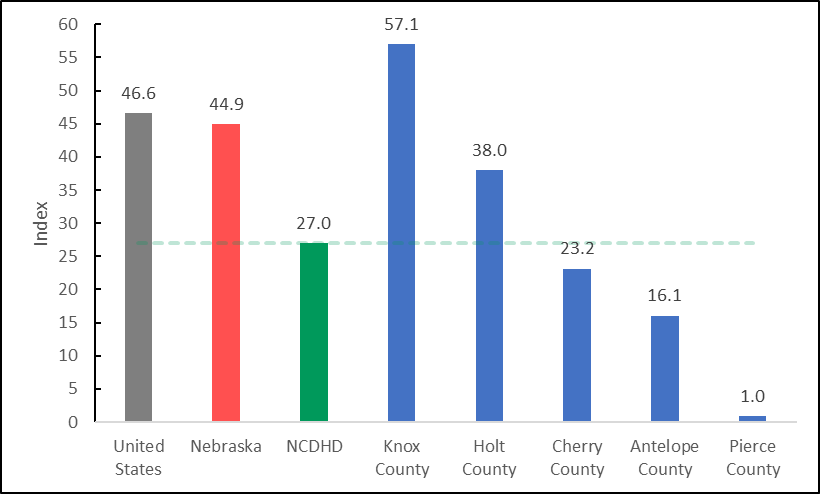 60
55
50
45
40
35
30
25
20
15
10
5
0
Index
46.6
44.9
27.0
57.1
38.0
23.2
16.1
1.0
United
States
Nebraska
NCDHD
Knox
County
Holt
County
Cherry
County
Antelope
County
Pierce
County